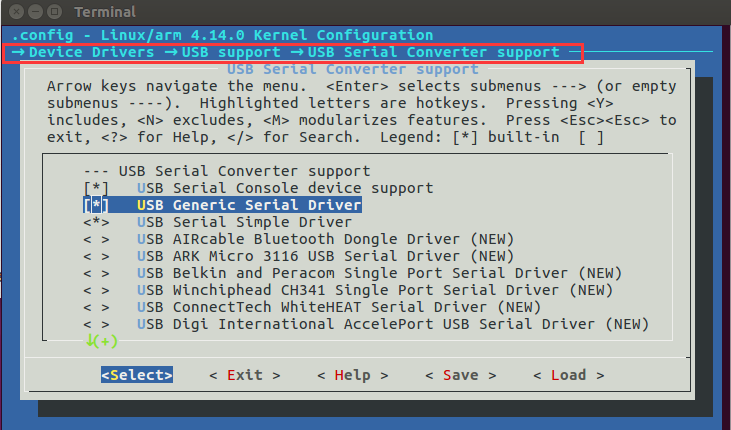 Terminal
.config - Linux/arm 4.14.0 Kernel Configuration
→ Device Drivers → USB support → USB Serial Converter support
USB Serial Converter support
Arrow keys navigate the menu. <Enter> selects submenus ---> (or empty
submenus ----). Highlighted letters are hotkeys. Pressing <Y>
includes, <N> excludes, <M> modularizes features. Press <Esc><Esc> to
exit, <?> for Help, </> for Search. Legend: [*] built-in [ ]
--- USB Serial Converter support
[*] USB Serial Console device support
[*] USB Generic Serial Driver
<*> USB Serial Simple Driver
< > USB AIRcable Bluetooth Dongle Driver (NEW)
< > USB ARK Micro 3116 USB Serial Driver (NEW)
< > USB Belkin and Peracom Single Port Serial Driver (NEW)
< > USB Winchiphead CH341 Single Port Serial Driver (NEW)
< > USB ConnectTech WhiteHEAT Serial Driver (NEW)
< > USB Digi International AccelePort USB Serial Driver (NEW)
↓(+)
<Select> < Exit > < Help > < Save > < Load >